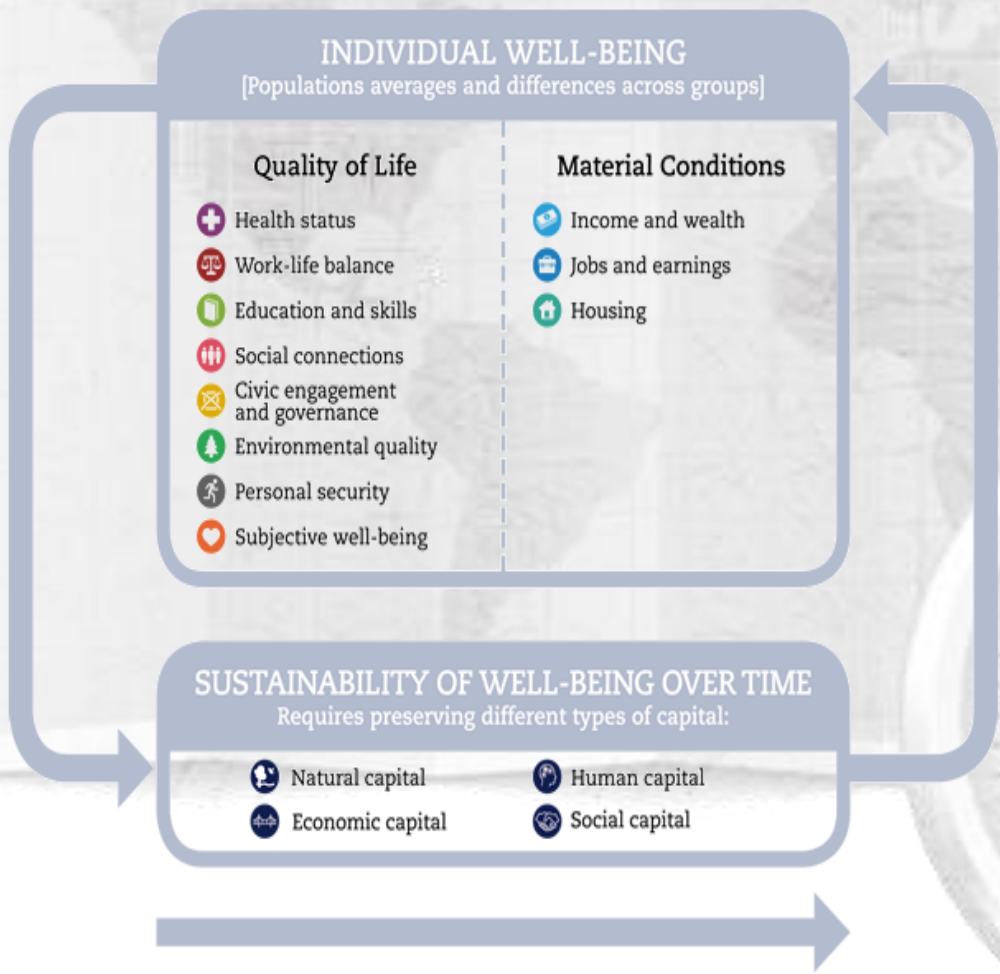 INDIVIDUAL WELL-BEING
[Populations averages and differences across groups]
Quality of Life
Health status
Work-life balance
Education and skills
Social connections
Civic engagement
and governance
Environmental quality
Personal security
Subjective well-being
Material Conditions
Income and wealth
Jobs and earnings
Housing
SUSTAINABILITY OF WELL-BEING OVER TIME
Requires preserving different types of capital:
Natural capital
Human capital
Economic capital
Social capital